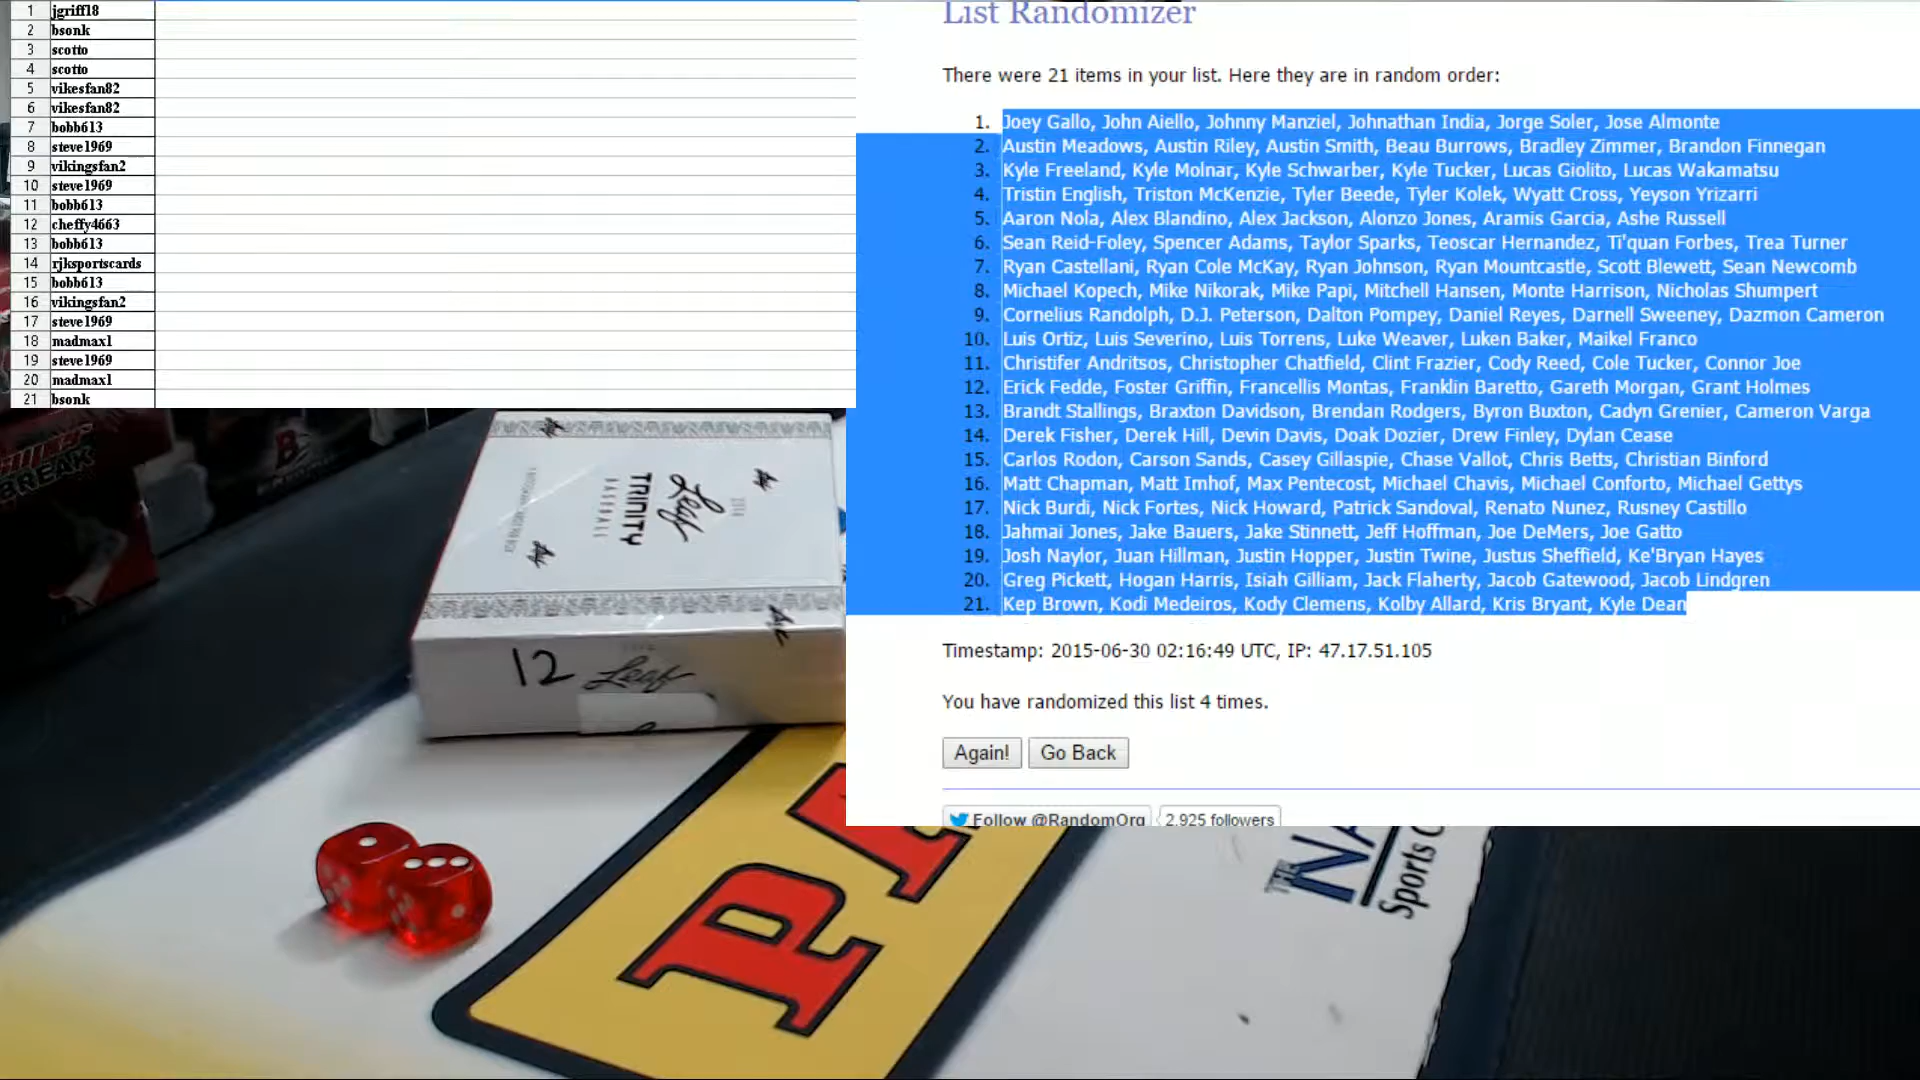 1 jgriff18
2 bsonk
3 scotto
4 scotto
5 vikesfan82
6 vikesfan82
7 bobb613
8 steve1969
9 vikingsfan2
10 steve1969
11 bobb613
12 cheffy4663
13 bobb613
14 rjksportscards
15 bobb613
16 vikingsfan2
17 steve1969
18 madmax1
19 steve1969
20 madmax1
21 bsonk
List Randomizer
There were 21 items in your list. Here they are in random order:
1. Joey Gallo, John Aiello, Johnny Manziel, Johnathan India, Jorge Soler, Jose Almonte
2. Austin Meadows, Austin Riley, Austin Smith, Beau Burrows, Bradley Zimmer, Brandon Finnegan
3. Kyle Freeland, Kyle Molnar, Kyle Schwarber, Kyle Tucker, Lucas Giolito, Lucas Wakamatsu
4. Tristin English, Triston McKenzie, Tyler Beede, Tyler Kolek, Wyatt Cross, Yeyson Yrizarri
5. Aaron Nola, Alex Blandino, Alex Jackson, Alonzo Jones, Aramis Garcia, Ashe Russell
6. Sean Reid-Foley, Spencer Adams, Taylor Sparks, Teoscar Hernandez, Ti'quan Forbes, Trea Turner
7. Ryan Castellani, Ryan Cole McKay, Ryan Johnson, Ryan Mountcastle, Scott Blewett, Sean Newcomb
8. Michael Kopech, Mike Nikorak, Mike Papi, Mitchell Hansen, Monte Harrison, Nicholas Shumpert
9. Cornelius Randolph, D.J. Peterson, Dalton Pompey, Daniel Reyes, Darnell Sweeney, Dazmon Cameron
10. Luis Ortiz, Luis Severino, Luis Torrens, Luke Weaver, Luken Baker, Maikel Franco
11. Christifer Andritsos, Christopher Chatfield, Clint Frazier, Cody Reed, Cole Tucker, Connor Joe
12. Erick Fedde, Foster Griffin, Francellis Montas, Franklin Baretto, Gareth Morgan, Grant Holmes
13. Brandt Stallings, Braxton Davidson, Brendan Rodgers, Byron Buxton, Cadyn Grenier, Cameron Varga
14. Derek Fisher, Derek Hill, Devin Davis, Doak Dozier, Drew Finley, Dylan Cease
15. Carlos Rodon, Carson Sands, Casey Gillaspie, Chase Vallot, Chris Betts, Christian Binford
16. Matt Chapman, Matt Imhof, Max Pentecost, Michael Chavis, Michael Conforto, Michael Gettys
17. Nick Burdi, Nick Fortes, Nick Howard, Patrick Sandoval, Renato Nunez, Rusney Castillo
18. Jahmai Jones, Jake Bauers, Jake Stinnett, Jeff Hoffman, Joe DeMers, Joe Gatto
19. Josh Naylor, Juan Hillman, Justin Hopper, Justin Twine, Justus Sheffield, Ke'Bryan Hayes
20. Greg Pickett, Hogan Harris, Isiah Gilliam, Jack Flaherty, Jacob Gatewood, Jacob Lindgren
21. Kep Brown, Kodi Medeiros, Kody Clemens, Kolby Allard, Kris Bryant, Kyle Dean
Timestamp: 2015-06-30 02:16:49 UTC, IP: 47.17.51.105
You have randomized this list 4 times.
Again! Go Back
Follow @RandomOrg 2,925 followers
BREAK
Leaf
TRINITY
BASEBALL
12 Leaf
P
THE NA
Sports C